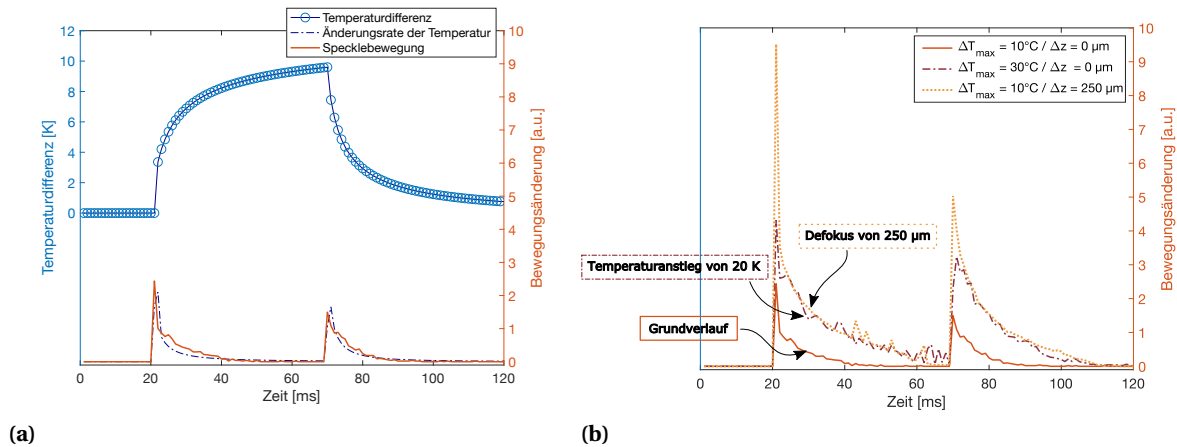 Temperaturdifferenz
Änderungsrate der Temperatur
Specklebewegung
12
10
8
6
4
2
0
Temperaturdifferenz [K]
10
9
8
7
6
5
4
3
2
1
0
Bewegungsänderung [a.u.]
0
20
40
60
80
100
120
Zeit [ms]
(a)
ΔTmax = 10°C / Δz = 0 μm
ΔTmax = 30°C / Δz = 0 μm
ΔTmax = 10°C / Δz = 250 μm
Defokus von 250 µm
Temperaturanstieg von 20 K
Grundverlauf
10
9
8
7
6
5
4
3
2
1
0
Bewegungsänderung [a.u.]
0
20
40
60
80
100
120
Zeit [ms]
(b)